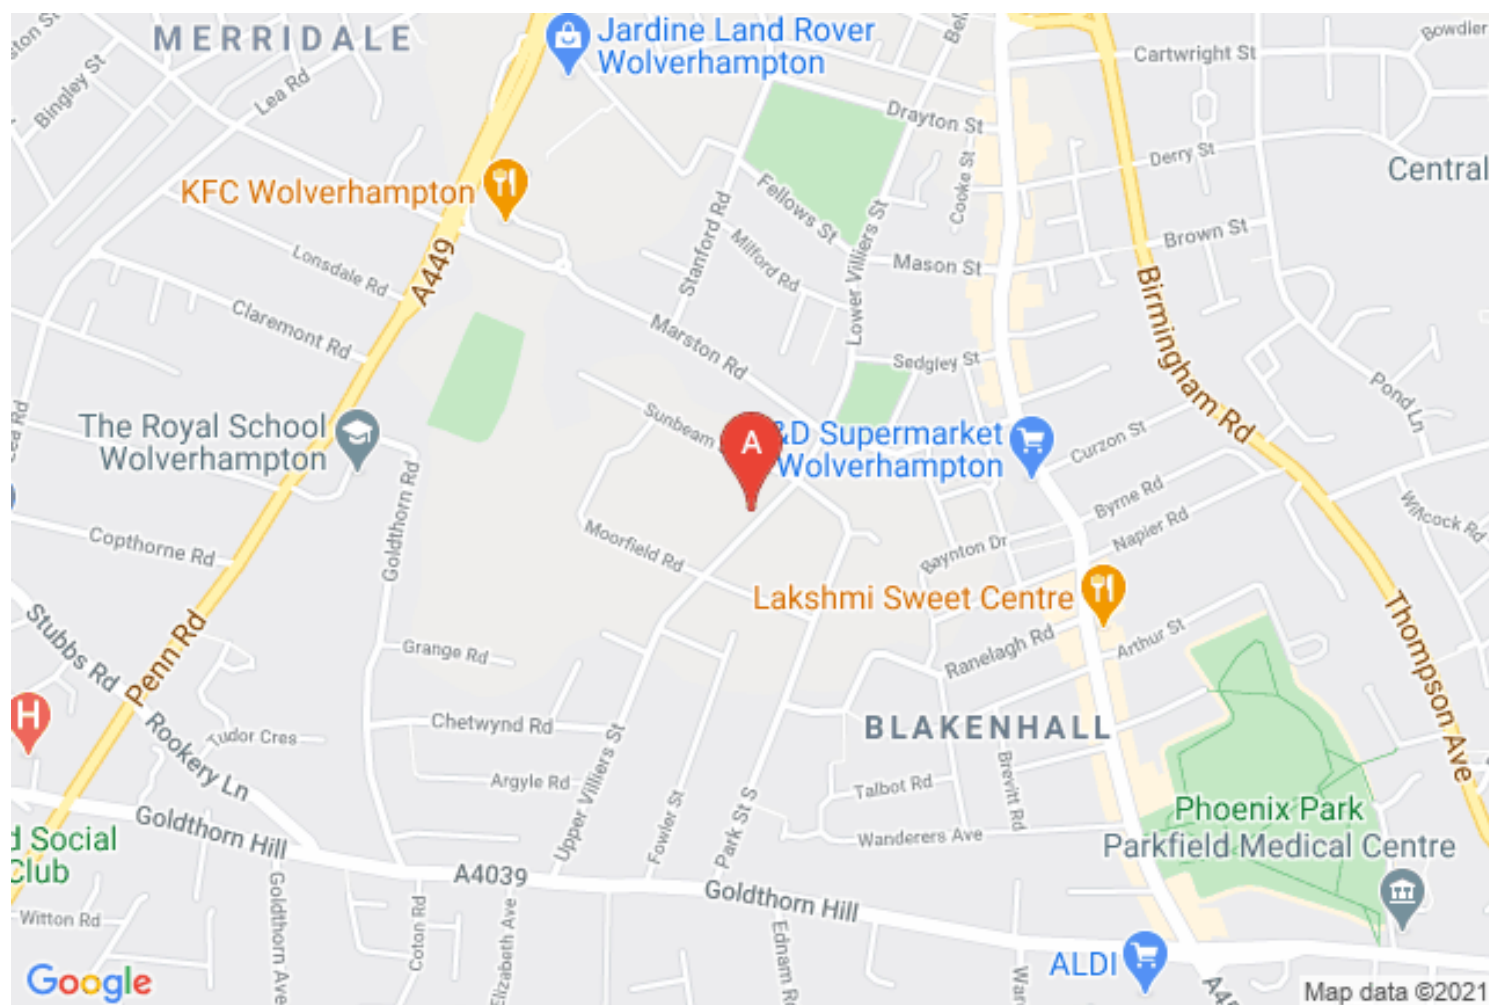 Bowdler
MERRIDALE
Jardine Land Rover
Wolverhampton
Cartwright St
Bingley St
Lea Rd
Drayton St
Derry St
Central
KFC Wolverhampton
Cooke St
Fellows St
Stanford Rd
Lower Villiers St
Brown St
Milford Rd
Mason St
Lonsdale Rd
A449
Claremont Rd
Marston Rd
Birmingham Rd
Sedgley St
Pond Ln
The Royal School
Wolverhampton
Sunbeam
A
&D Supermarket
Wolverhampton
Curzon St
Goldthorn Rd
Byrne Rd
Napier Rd
Willcock Rd
Copthorne Rd
Moorfield Rd
Baynton Dr
Lakshmi Sweet Centre
Stubbs Rd
Penn Rd
Grange Rd
Ranelagh Rd
Arthur St
Thompson Ave
H
Rookery Ln
Tudor Cres
Chetwynd Rd
BLAKENHALL
Upper Villiers St
Argyle Rd
Talbot Rd
Brevitt Rd
Fowler St
Park St S
Wanderers Ave
Phoenix Park
Parkfield Medical Centre
Goldthorn Hill
d Social
Club
A4039
Goldthorn Hill
Witton Rd
Goldthorn Ave
Coton Rd
Elizabeth Ave
Ednam Rd
ALDI
Google
Map data ©2021